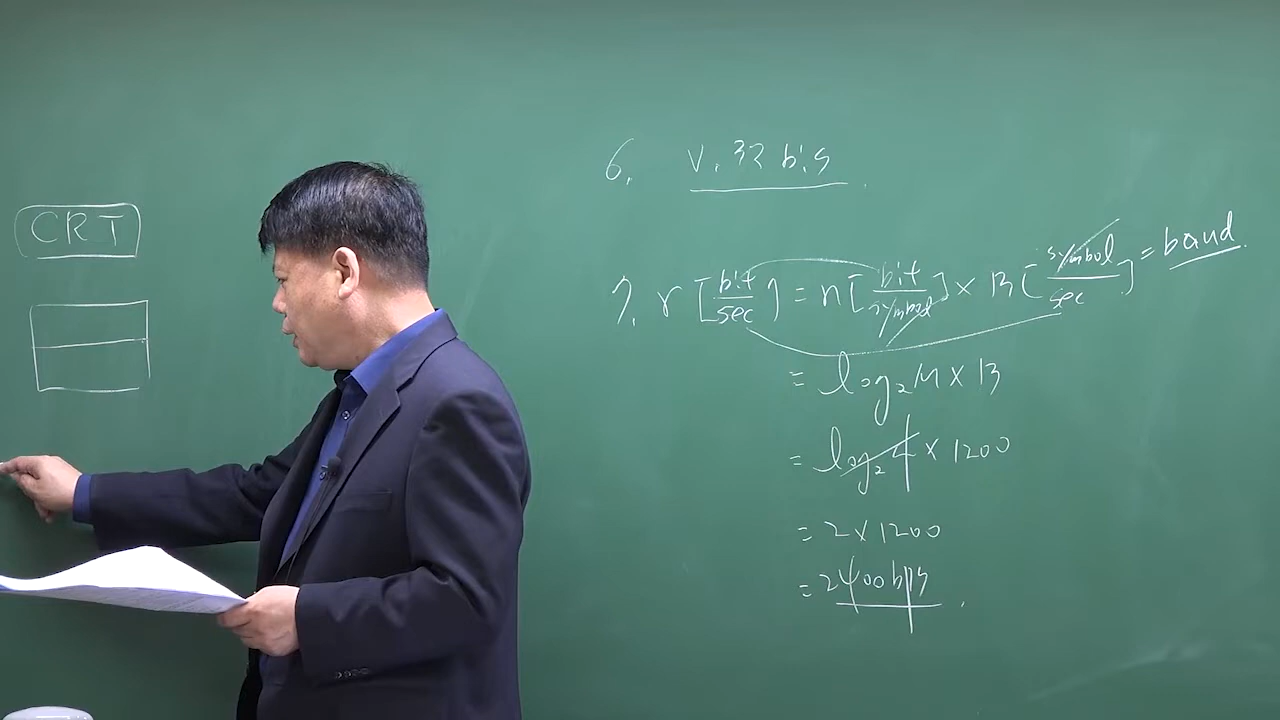 CRT
6. V.32 bis
7. r [bit/sec] = n [bit/symbol] × B [symbol/sec] = baud
= log₂M × B
= log₂4 × 1200
= 2 × 1200
= 2400 bps